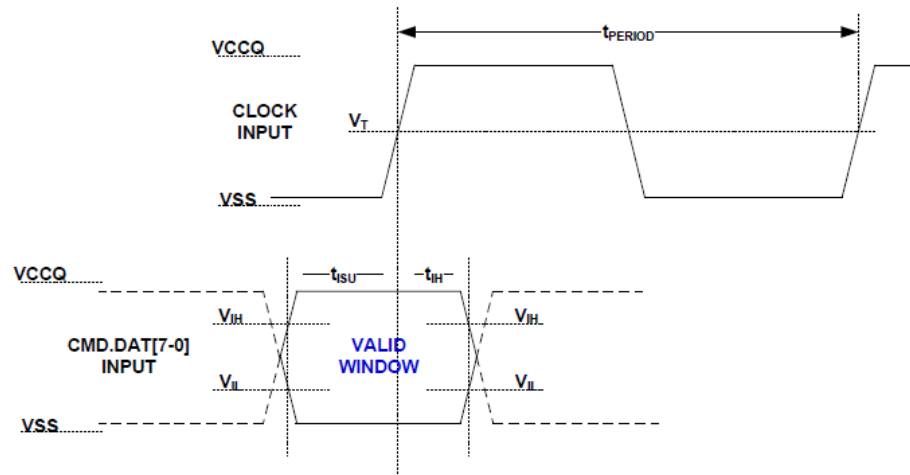 tPERIOD
VCCQ
CLOCK
INPUT
VT
VSS
VCCQ
tISU
tIH
VIH
VIH
CMD.DAT[7-0]
INPUT
VALID
WINDOW
VIL
VIL
VSS